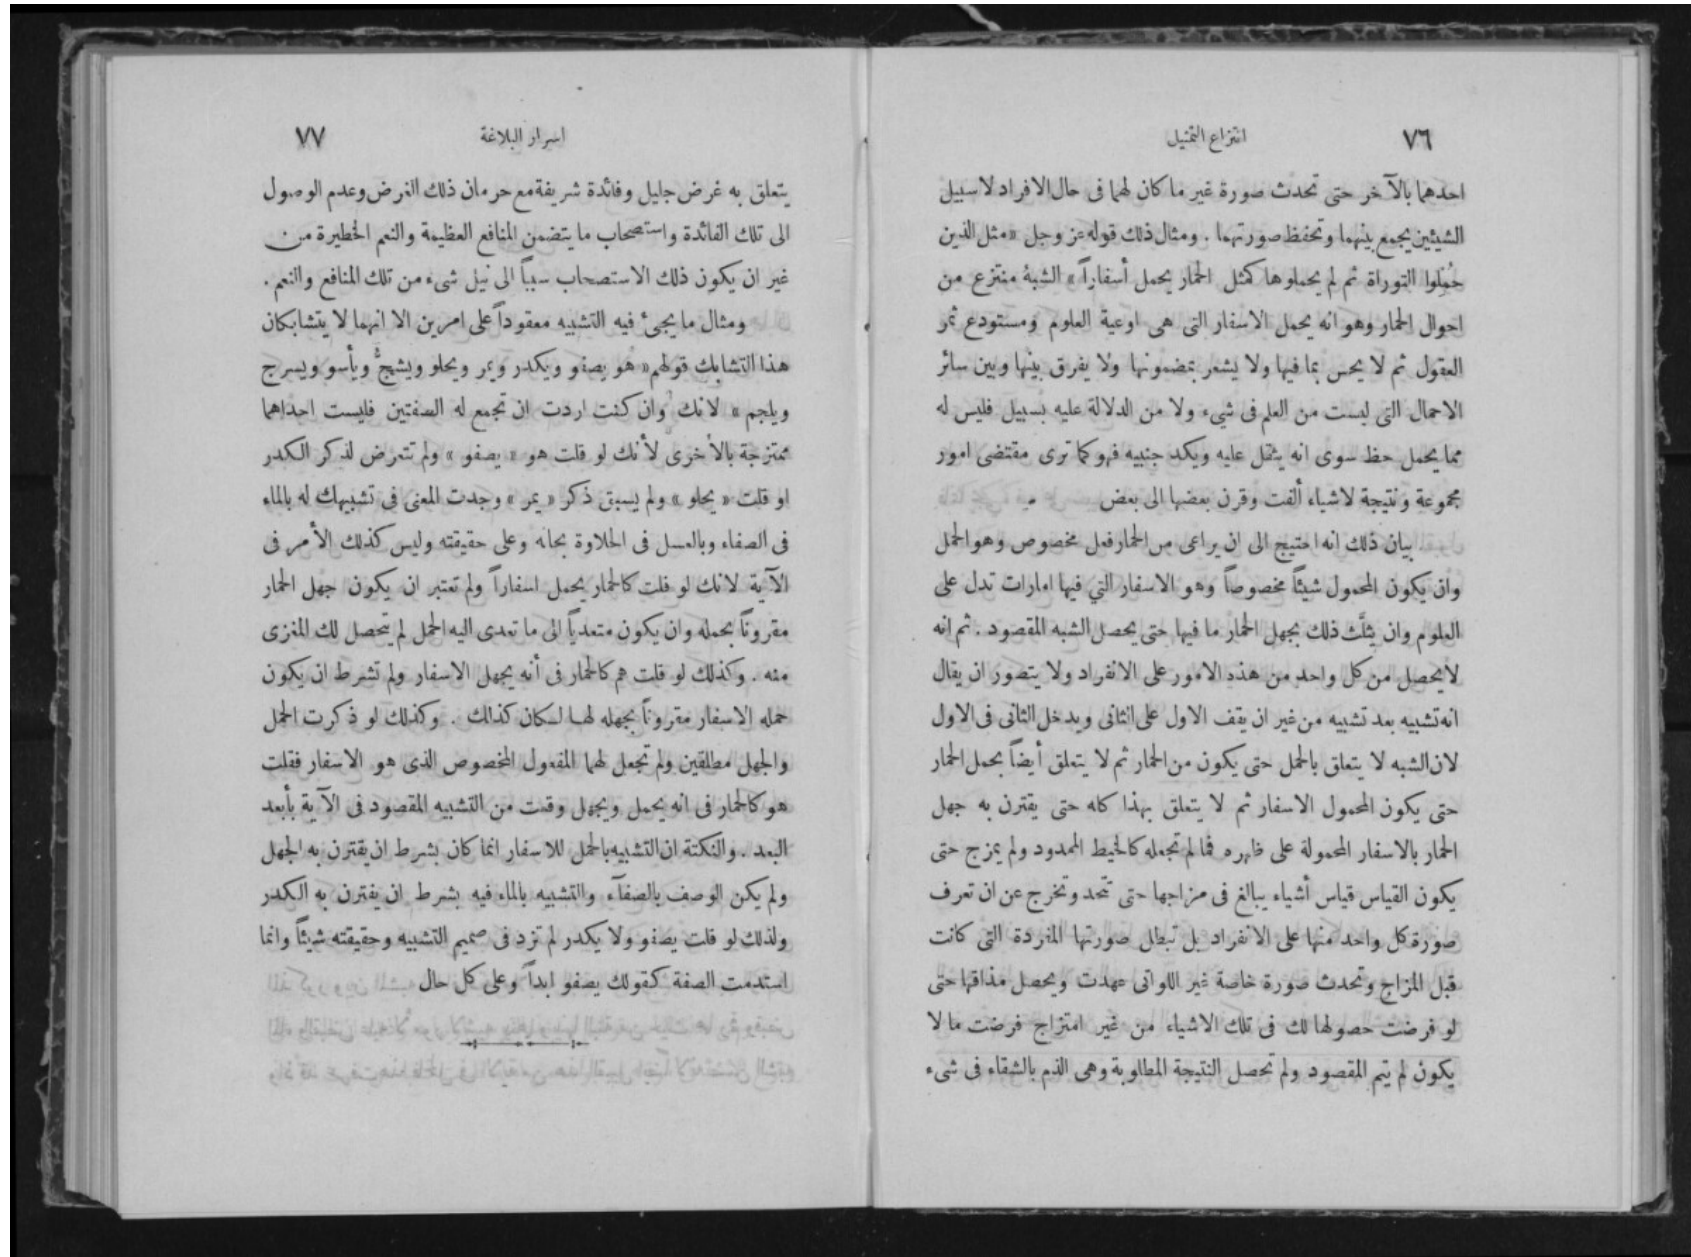 ٧٦
انتزاع التمثيل
احدهما بالآخر حتى تحدث صورة غير ما كان لهما فى حال الافراد لا سبيل
الشيئين يجمع بينهما وتحفظ صورتهما . ومثال ذلك قوله عز وجل « مثل الذين
حُمِّلوا التوراة ثم لم يحملوها كمثل الحمار يحمل أسفاراً » الشبهُ منتزع من
احوال الحمار وهو انه يحمل الاسفار التى هى اوعية العلوم ومستودع ثمر
العقول ثم لا يحس بما فيها ولا يشعر بمضمونها ولا يفرق بينها وبين سائر
الاحمال التى ليست من العلم فى شيء ولا من الدلالة عليه بسبيل فليس له
مما يحمل حظ سوى انه يثقل عليه ويكد جنبيه فهو كما ترى مقتضى امور
مجموعة ونتيجة لاشياء ألفت وقرن بعضها الى بعض
بيان ذلك انه احتيج الى ان يراعى من الحمار فعل مخصوص وهو الحمل
وان يكون المحمول شيئاً مخصوصاً وهو الاسفار التي فيها امارات تدل على
العلوم وان يثلَّث ذلك بجهل الحمار ما فيها حتى يحصل الشبه المقصود . ثم انه
لا يحصل من كل واحد من هذه الامور على الانفراد ولا يتصور ان يقال
انه تشبيه بعد تشبيه من غير ان يقف الاول على الثانى ويدخل الثانى فى الاول
لان الشبه لا يتعلق بالحمل حتى يكون من الحمار ثم لا يتعلق أيضاً بحمل الحمار
حتى يكون المحمول الاسفار ثم لا يتعلق بهذا كله حتى يقترن به جهل
الحمار بالاسفار المحمولة على ظهره فما لم تجعله كالخيط الممدود ولم يمزج حتى
يكون القياس قياس أشياء يبالغ فى مزاجها حتى تتحد وتخرج عن ان تعرف
صورة كل واحد منها على الانفراد بل تبطل صورتها المفردة التى كانت
قبل المزاج وتحدث صورة خاصة غير اللواتى عهدت ويحصل مذاقها حتى
لو فرضت حصولها لك فى تلك الاشياء من غير امتزاج فرضت ما لا
يكون لم يتم المقصود ولم تحصل النتيجة المطلوبة وهى الذم بالشقاء فى شىء
اسرار البلاغة
٧٧
يتعلق به غرض جليل وفائدة شريفة مع حرمان ذلك الغرض وعدم الوصول
الى تلك الفائدة واستصحاب ما يتضمن المنافع العظيمة والنعم الخطيرة من
غير ان يكون ذلك الاستصحاب سبباً الى نيل شىء من تلك المنافع والنعم .
ومثال ما يجئ فيه التشبيه معقوداً على امرين الا انهما لا يتشابكان
هذا التشابك قولهم « هُو يصفو ويكدر ويمر ويحلو ويشجُّ ويأسو ويسرج
ويلجم » لانك وان كنت اردت ان تجمع له الصفتين فليست احداهما
ممتزجة بالأخرى لأنك لو قلت هو « يصفو » ولم تتعرض لذكر الكدر
او قلت « يحلو » ولم يسبق ذكر « يمر » وجدت المعنى فى تشبيهك له بالماء
فى الصفاء وبالعسل فى الحلاوة بحاله وعلى حقيقته وليس كذلك الأمر فى
الآية لانك لو قلت كالحمار يحمل اسفاراً ولم تعتبر ان يكون جهل الحمار
مقروناً بحمله وان يكون متعدياً الى ما تعدى اليه الحمل لم يتحصل لك المغزى
منه . وكذلك لو قلت هم كالحمار فى أنه يجهل الاسفار ولم تشرط ان يكون
حمله الاسفار مقروناً بجهله لهـا لـكان كذلك . وكذلك لو ذكرت الحمل
والجهل مطلقين ولم تجعل لهما المفعول المخصوص الذى هو الاسفار فقلت
هو كالحمار فى انه يحمل ويجهل وقعت من التشبيه المقصود فى الآية بأبعد
البعد . والنكتة ان التشبيه بالحمل للاسفار انما كان بشرط ان يقترن به الجهل
ولم يكن الوصف بالصفآء والتشبيه بالماء فيه بشرط ان يقترن به الكدر
ولذلك لو قلت يصفو ولا يكدر لم تزد فى صميم التشبيه وحقيقته شيئاً وانما
استدمت الصفة كقولك يصفو ابداً وعلى كل حال